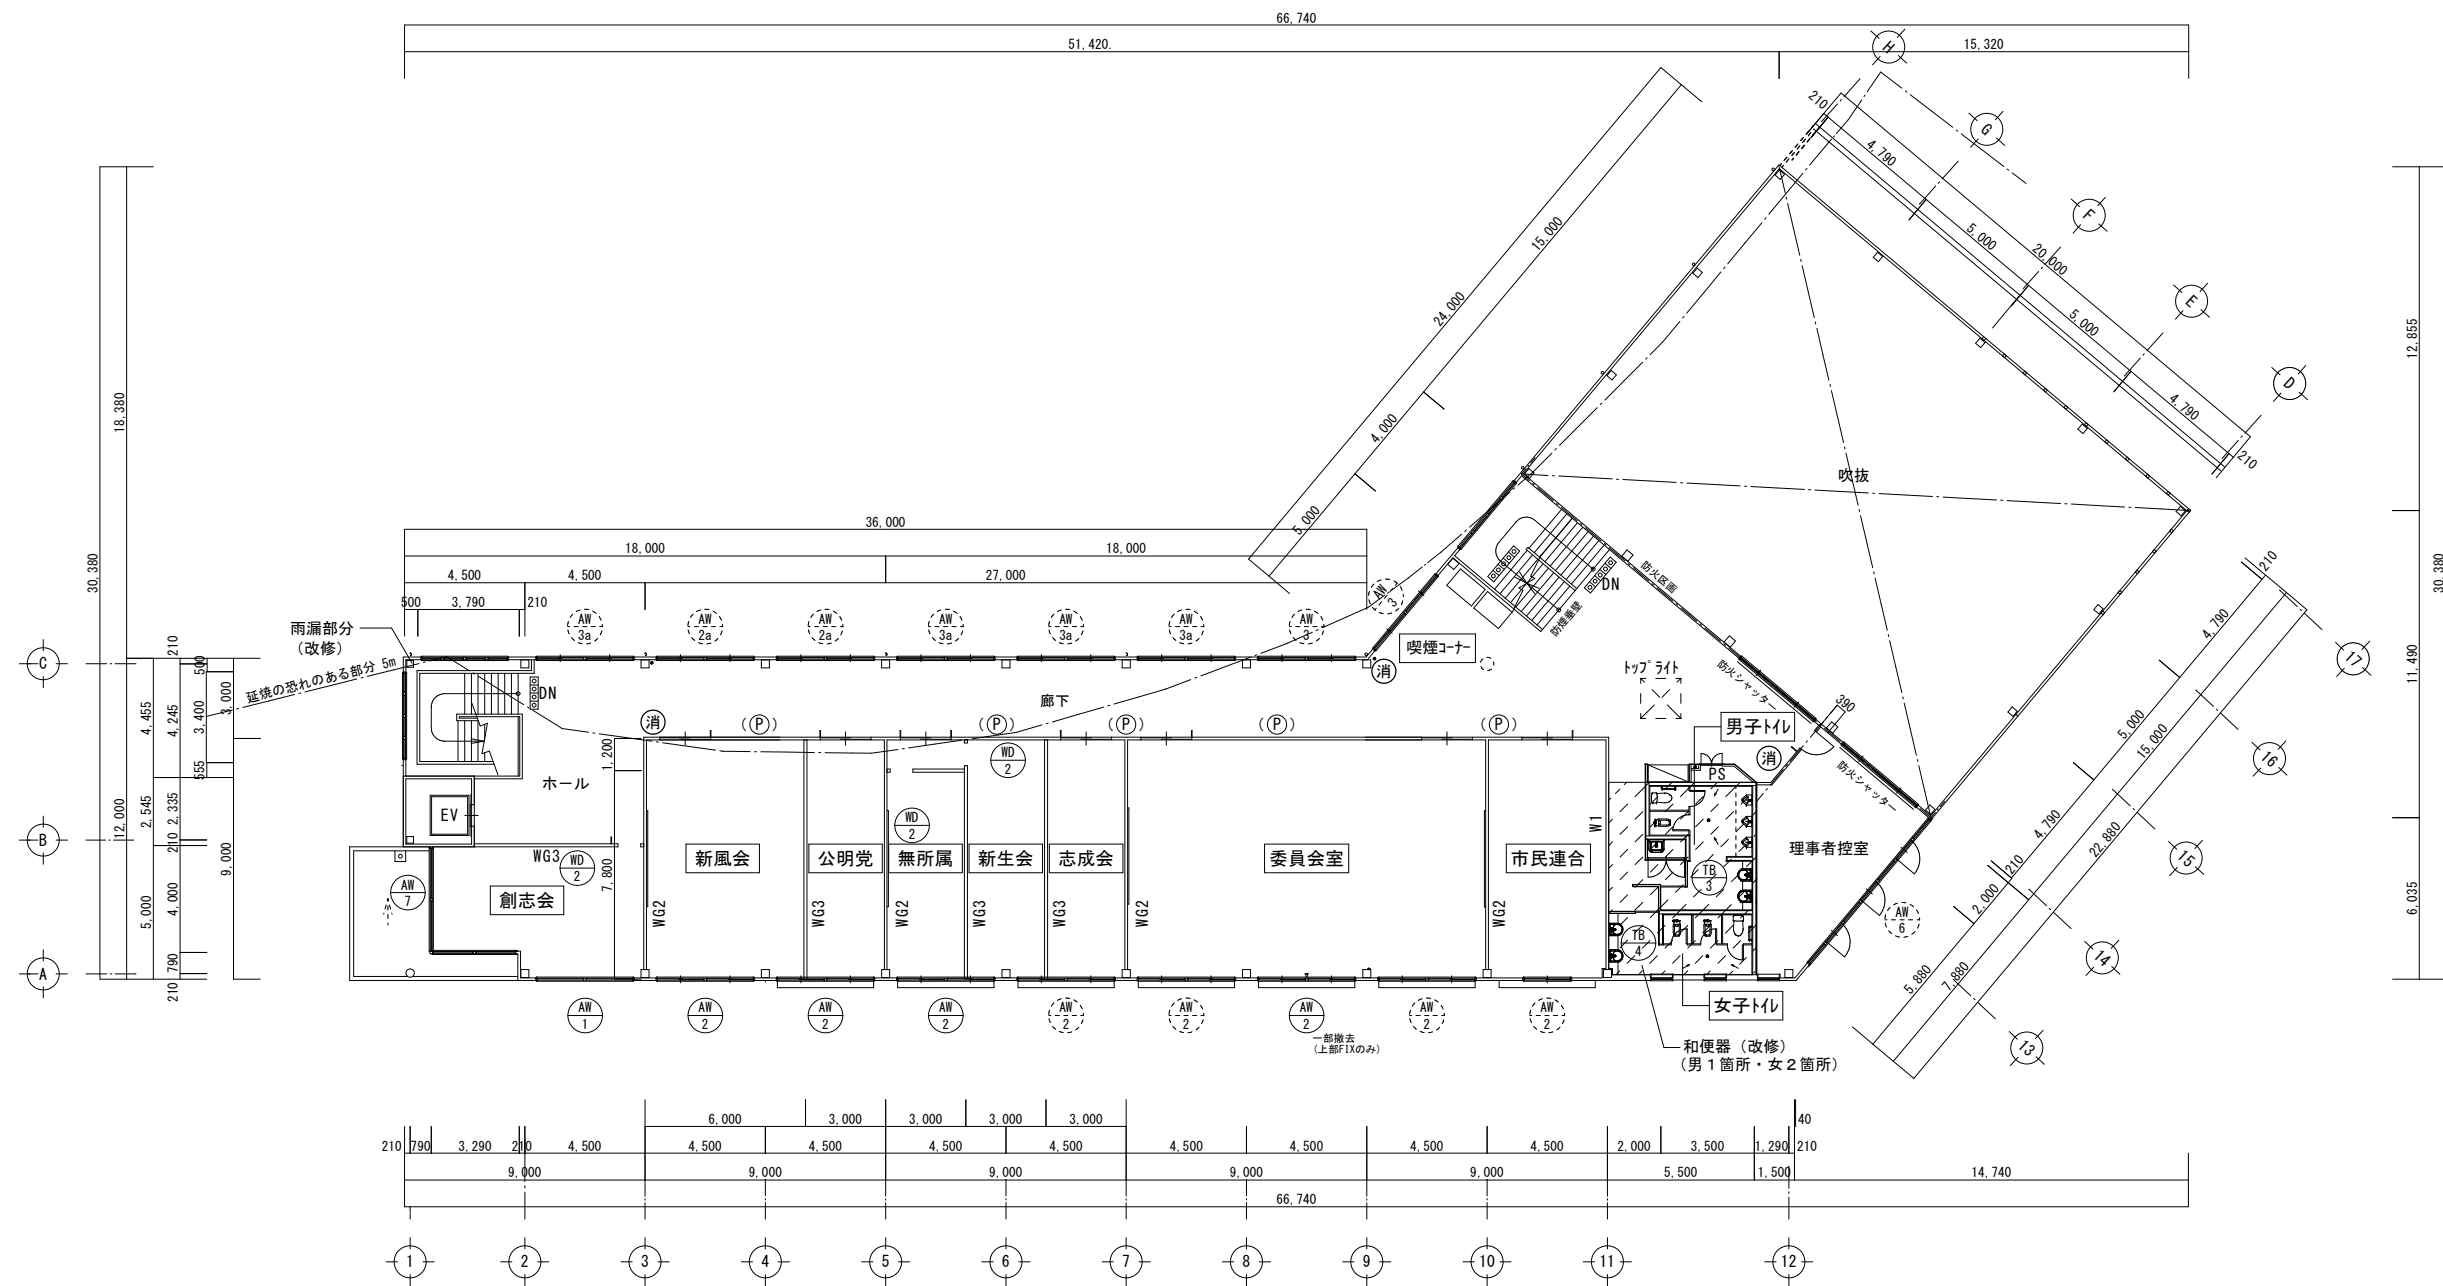 66,740
51,420.
15,320
H
G
F
E
D
210
4,790
5,000
20,000
5,000
4,790
210
15,000
24,000
4,000
5,000
18,380
30,380
12,000
12,855
30,380
11,490
6,035
36,000
18,000
18,000
4,500
4,500
27,000
500
3,790
210
雨漏部分
(改修)
延焼の恐れのある部分 5m
AW
3a
AW
2a
AW
2a
AW
3a
AW
3a
AW
3a
AW
3
AW
3
C
B
A
210
500
4,455
4,245
3,400
3,000
555
2,545
2,335
210
9,000
5,000
4,000
790
210
DN
ホール
EV
1,200
7,800
消
(P)
(P)
(P)
(P)
(P)
廊下
消
喫煙コーナー
DN
防火区画
防煙垂壁
吹抜
トップライト
防火シャッター
390
男子トイレ
消
PS
防火シャッター
WG3
WD
2
AW
7
創志会
WG2
新風会
WG3
公明党
WD
2
無所属
WG2
WD
2
新生会
WG3
志成会
WG3
委員会室
WG2
市民連合
WG2
W1
理事者控室
TB
3
TB
4
AW
6
女子トイレ
和便器(改修)
(男1箇所・女2箇所)
AW
1
AW
2
AW
2
AW
2
AW
2
AW
2
AW
2
一部撤去
(上部FIXのみ)
AW
2
AW
2
210
4,790
5,000
15,000
4,790
22,880
210
2,000
5,880
7,880
17
16
15
14
13
6,000
3,000
3,000
3,000
3,000
40
210
790
3,290
210
4,500
4,500
4,500
4,500
4,500
4,500
4,500
4,500
4,500
2,000
3,500
1,290
210
9,000
9,000
9,000
9,000
9,000
5,500
1,500
14,740
66,740
1
2
3
4
5
6
7
8
9
10
11
12